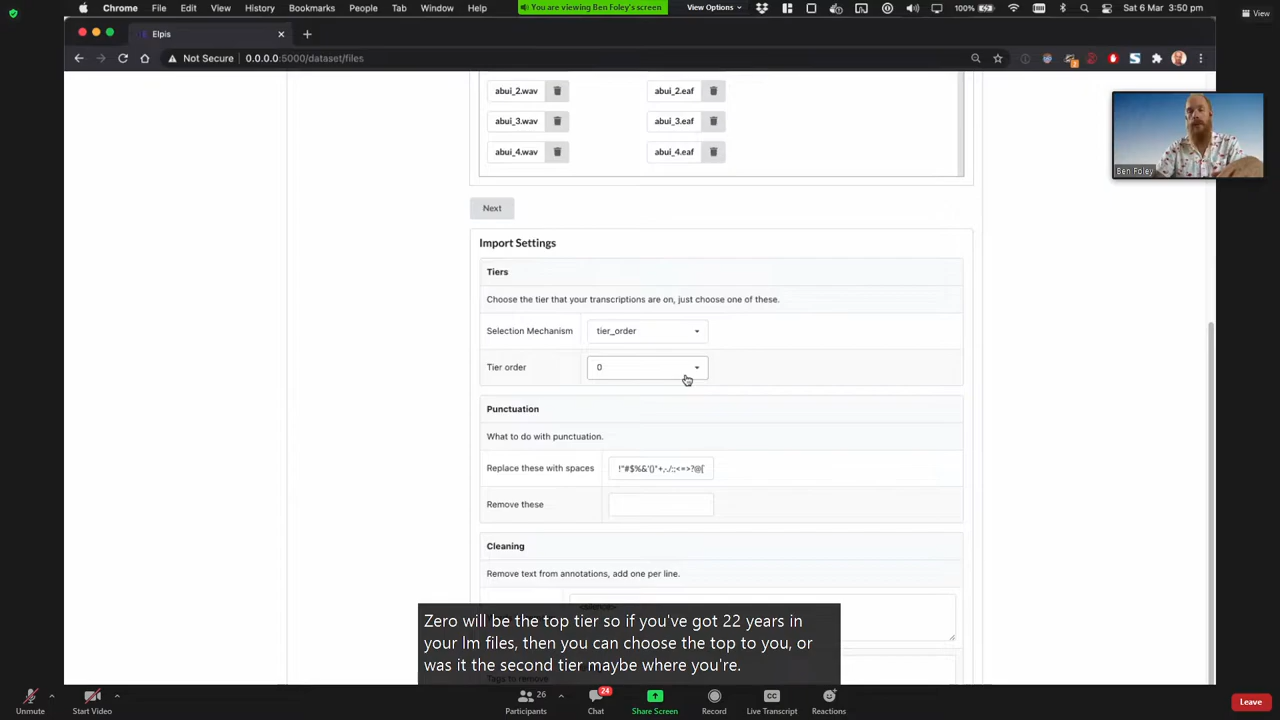 Chrome File Edit View History Bookmarks People Tab Window Help
You are viewing Ben Foley's screen
View Options
100%
Sat 6 Mar 3:50 pm
View
Elpis
Not Secure 0.0.0.0:5000/dataset/files
abui_2.wav abui_2.eaf
abui_3.wav abui_3.eaf
abui_4.wav abui_4.eaf
Ben Foley
Next
Import Settings
Tiers
Choose the tier that your transcriptions are on, just choose one of these.
Selection Mechanism tier_order
Tier order 0
Punctuation
What to do with punctuation.
Replace these with spaces !"#$%&'()*+,-./:;<=>?@[
Remove these
Cleaning
Remove text from annotations, add one per line.
<silence>
Zero will be the top tier so if you've got 22 years in
your lm files, then you can choose the top to you, or
was it the second tier maybe where you're.
Tags to remove
26
24
Unmute Start Video Participants Chat Share Screen Record Live Transcript Reactions Leave